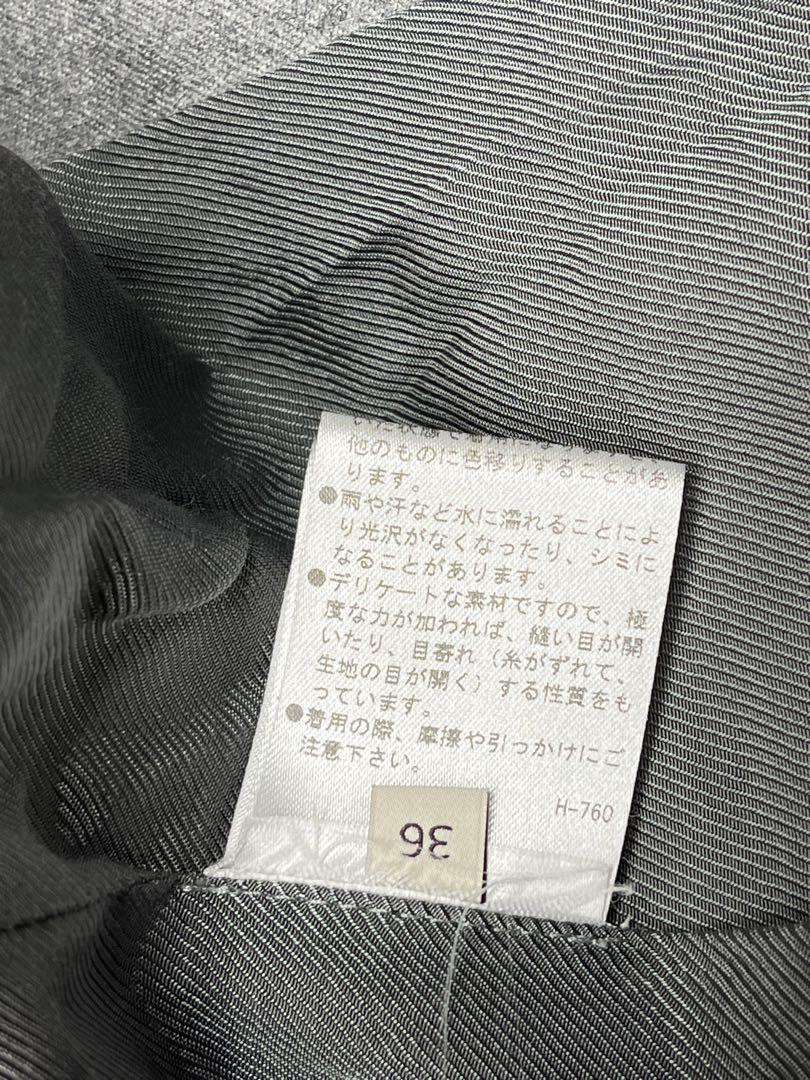 他のものに色移りすることがあ
ります。
●雨や汗など水に濡れることによ
り光沢がなくなったり、シミに
なることがあります。
●デリケートな素材ですので、極
度な力が加われば、縫い目が開
いたり、目寄れ（糸がずれて、
生地の目が開く）する性質をも
っています。
●着用の際、摩擦や引っかけにご
注意下さい。
H-760
36